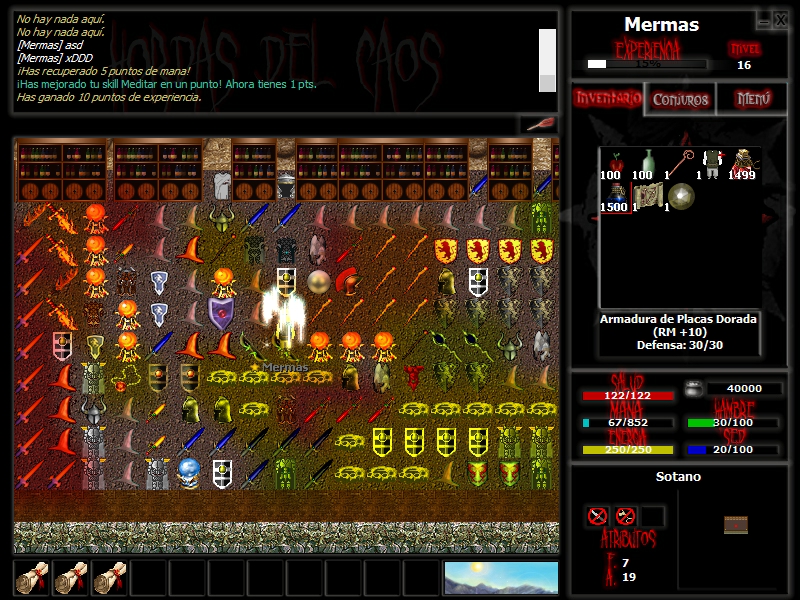 No hay nada aquí.
No hay nada aquí.
[Mermas] asd
[Mermas] xDDD
¡Has recuperado 5 puntos de mana!
¡Has mejorado tu skill Meditar en un punto! Ahora tienes 1 pts.
Has ganado 10 puntos de experiencia.
HORDAS DEL CAOS
Mermas
EXPERIENCIA
15%
NIVEL
16
INVENTARIO
CONJUROS
MENÚ
100 100 1 1 1499
1500 1 1
Armadura de Placas Dorada
(RM +10)
Defensa: 30/30
Mermas
SALUD
122/122
40000
MANA
67/852
HAMBRE
30/100
ENERGIA
250/250
SED
20/100
Sotano
ATRIBUTOS
F: 7
A: 19